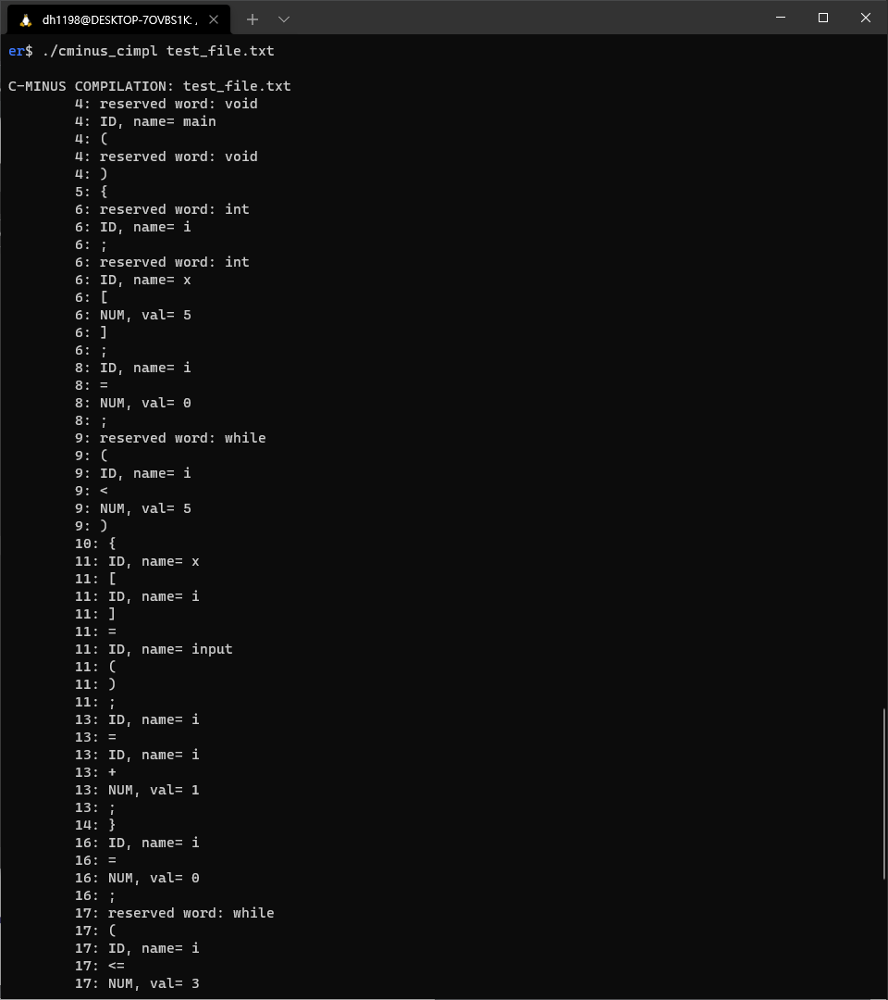 dh1198@DESKTOP-7OVBS1K: ,
er$ ./cminus_cimpl test_file.txt
C-MINUS COMPILATION: test_file.txt
4: reserved word: void
4: ID, name= main
4: (
4: reserved word: void
4: )
5: {
6: reserved word: int
6: ID, name= i
6: ;
6: reserved word: int
6: ID, name= x
6: [
6: NUM, val= 5
6: ]
6: ;
8: ID, name= i
8: =
8: NUM, val= 0
8: ;
9: reserved word: while
9: (
9: ID, name= i
9: <
9: NUM, val= 5
9: )
10: {
11: ID, name= x
11: [
11: ID, name= i
11: ]
11: =
11: ID, name= input
11: (
11: )
11: ;
13: ID, name= i
13: =
13: ID, name= i
13: +
13: NUM, val= 1
13: ;
14: }
16: ID, name= i
16: =
16: NUM, val= 0
16: ;
17: reserved word: while
17: (
17: ID, name= i
17: <=
17: NUM, val= 3